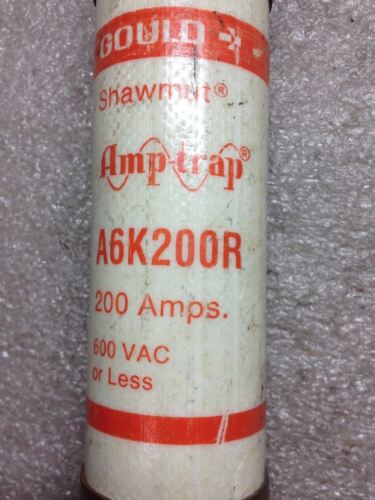 GOULD
Shawmut®
Amp-trap®
A6K200R
200 Amps.
600 VAC
or Less